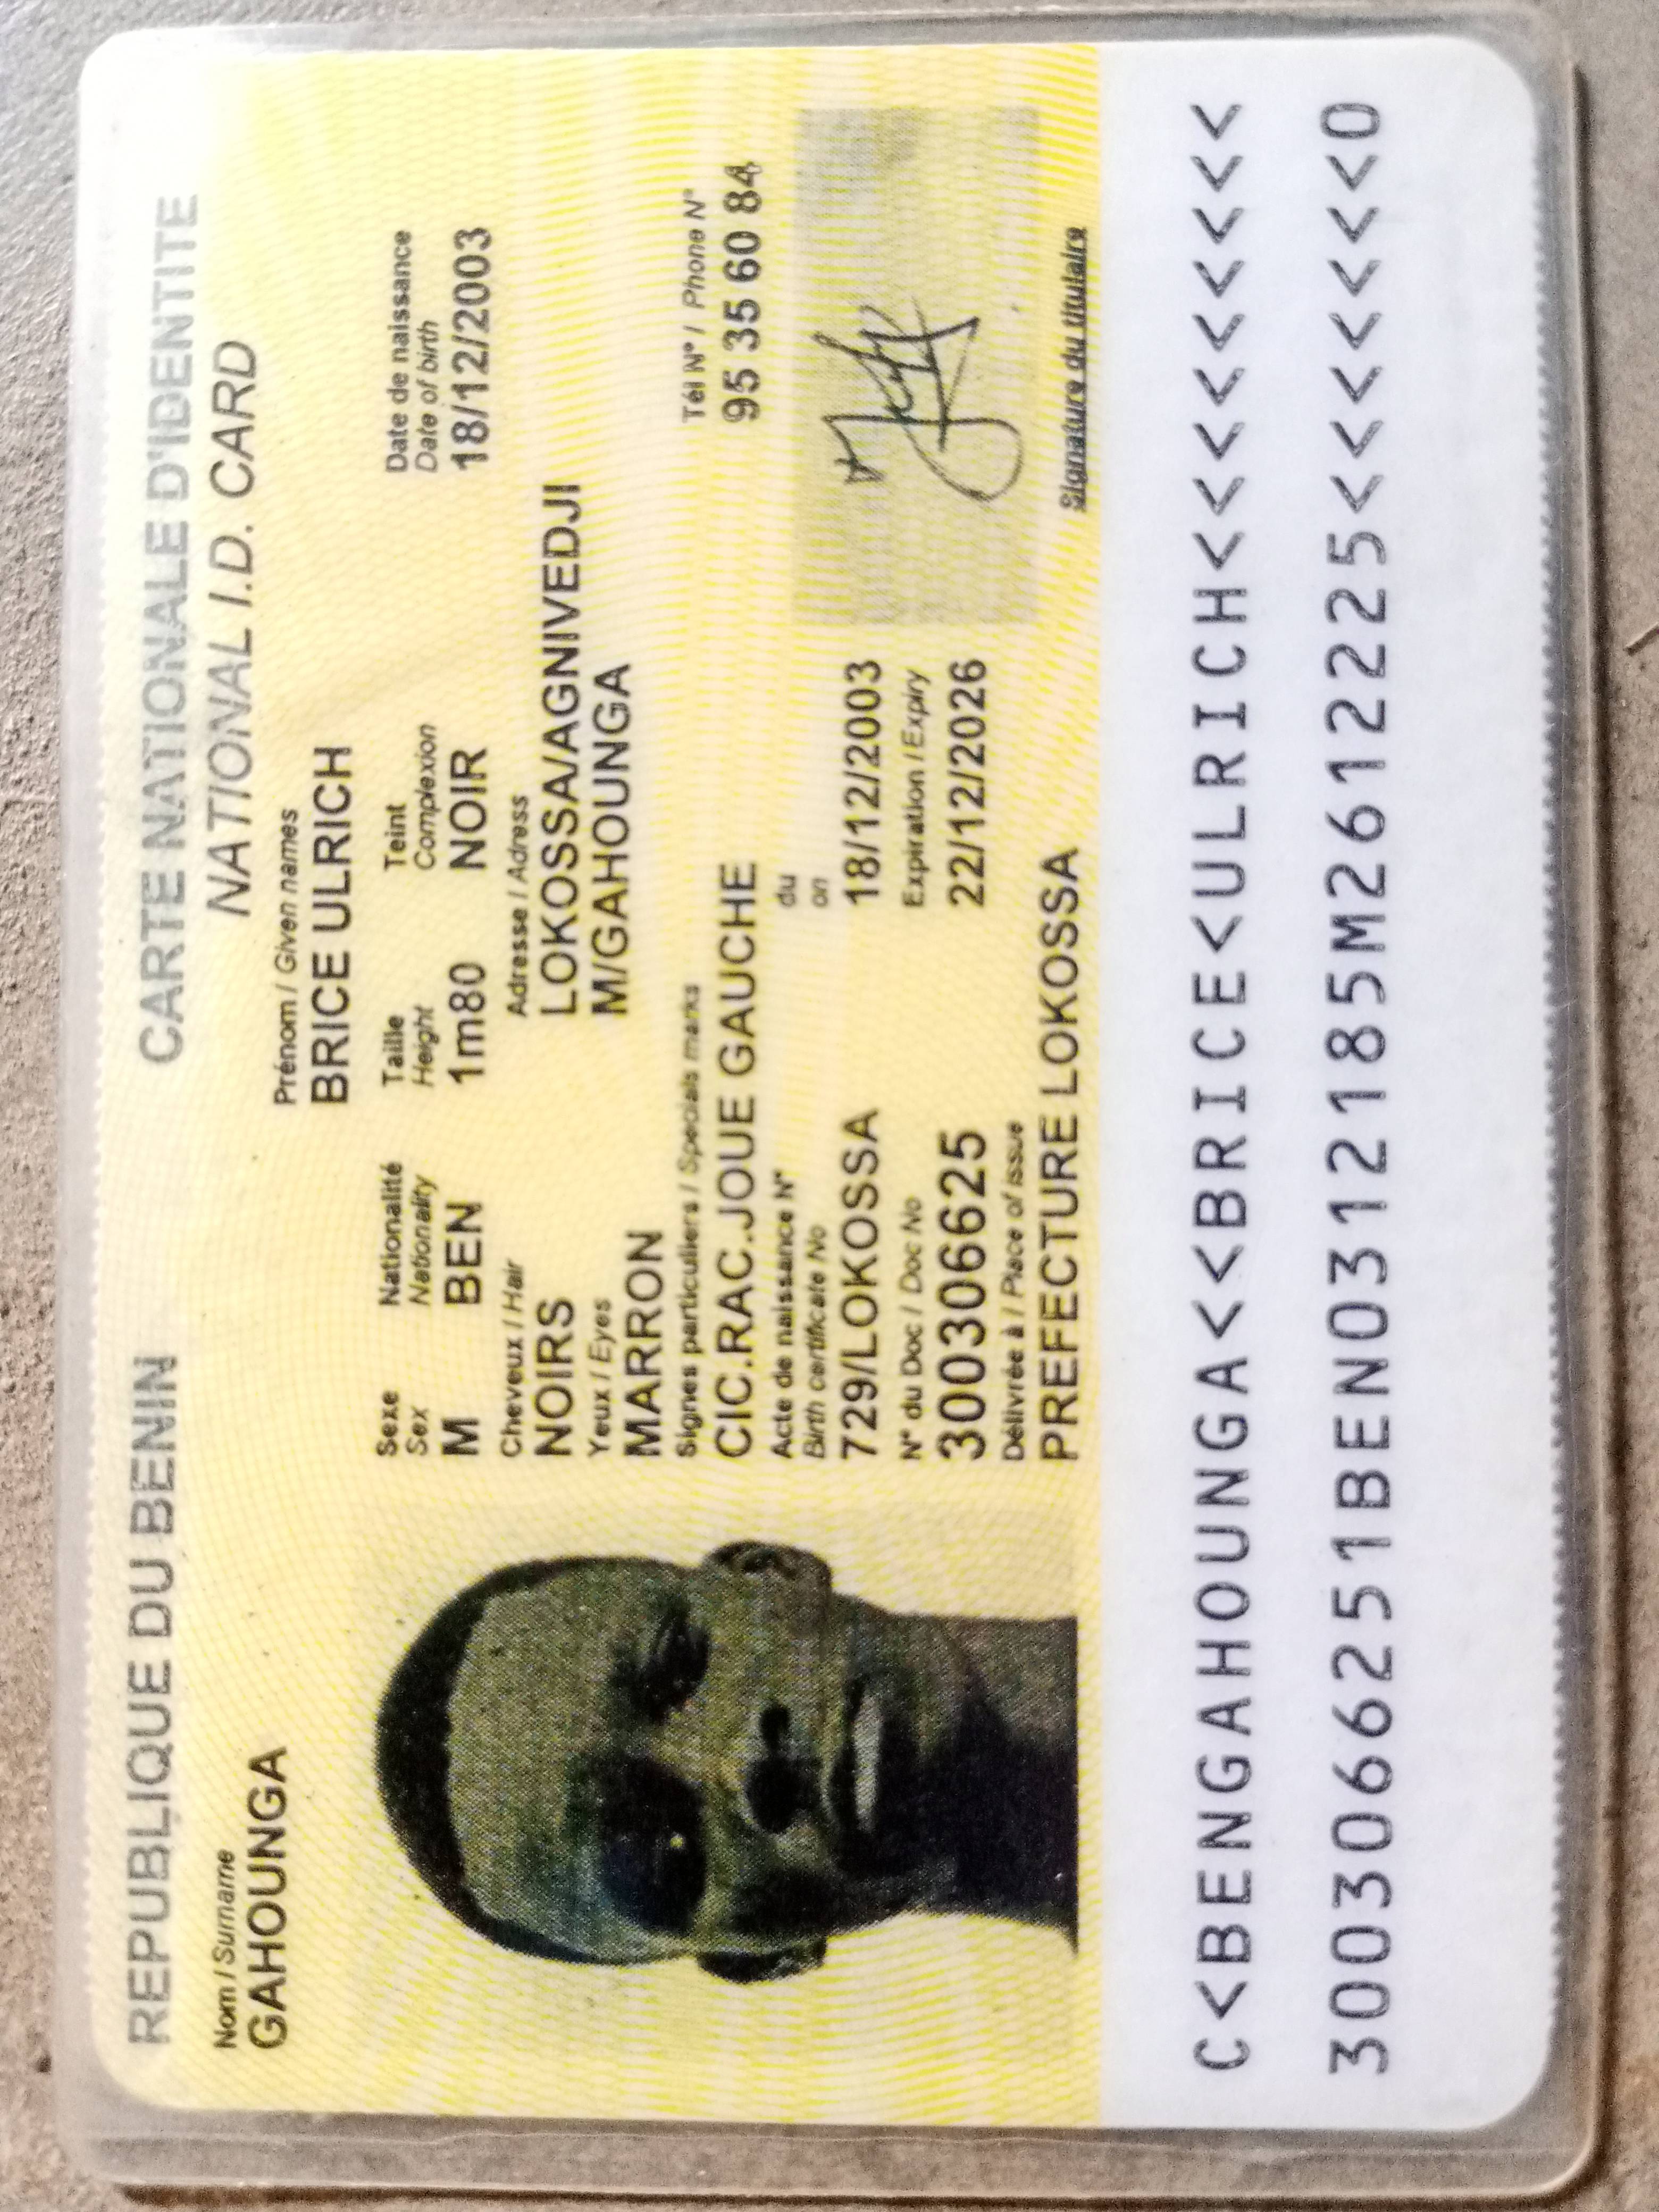 REPUBLIQUE DU BENIN CARTE NATIONALE D'IDENTITE
NATIONAL I.D. CARD
Nom / Surname
GAHOUNGA
Prénom / Given names
BRICE ULRICH
Sexe Nationalité Taille Teint Date de naissance
Sex Nationality Height Complexion Date of birth
M BEN 1m80 NOIR 18/12/2003
Cheveux / Hair Adresse / Adress
NOIRS LOKOSSA/AGNIVEDJI
Yeux / Eyes M/GAHOUNGA
MARRON
Signes particuliers / Specials marks Tél N° / Phone N°
CIC.RAC.JOUE GAUCHE 95 35 60 84
Acte de naissance N° du
Birth certificate No on
729/LOKOSSA 18/12/2003
N° du Doc / Doc No Expiration / Expiry
300306625 22/12/2026
Délivrée à / Place of issue
PREFECTURE LOKOSSA
Signature du titulaire
C<BENGAHOUNGA<<BRICE<ULRICH<<<<<<<<<
3003066251BEN0312185M2612225<<<<<<<0